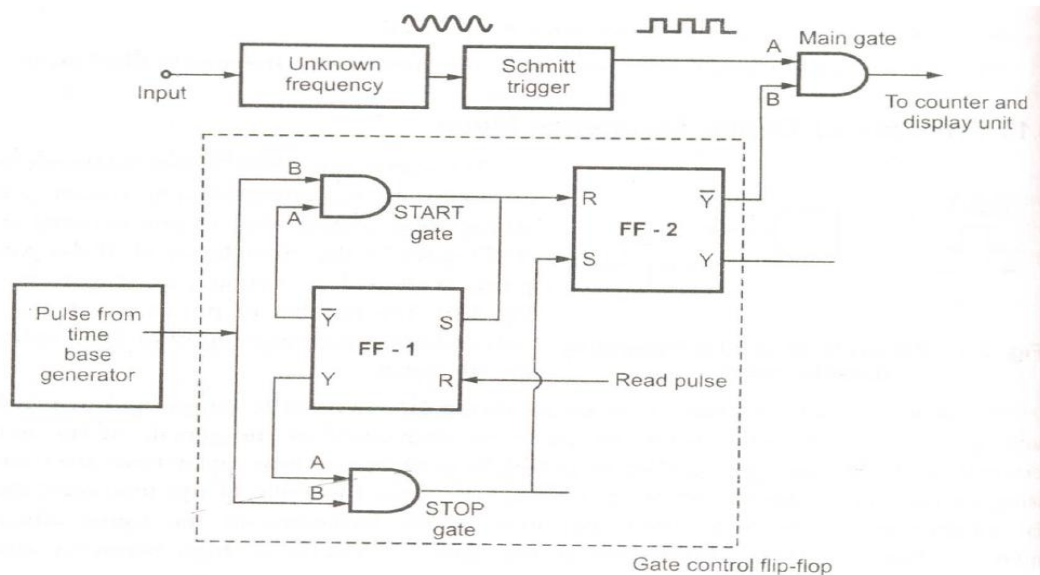 Input
Unknown
frequency
Schmitt
trigger
A
B
Main gate
To counter and
display unit
B
A
START
gate
R
S
FF - 2
Y̅
Y
Pulse from
time
base
generator
Y̅
Y
FF - 1
S
R
Read pulse
A
B
STOP
gate
Gate control flip-flop